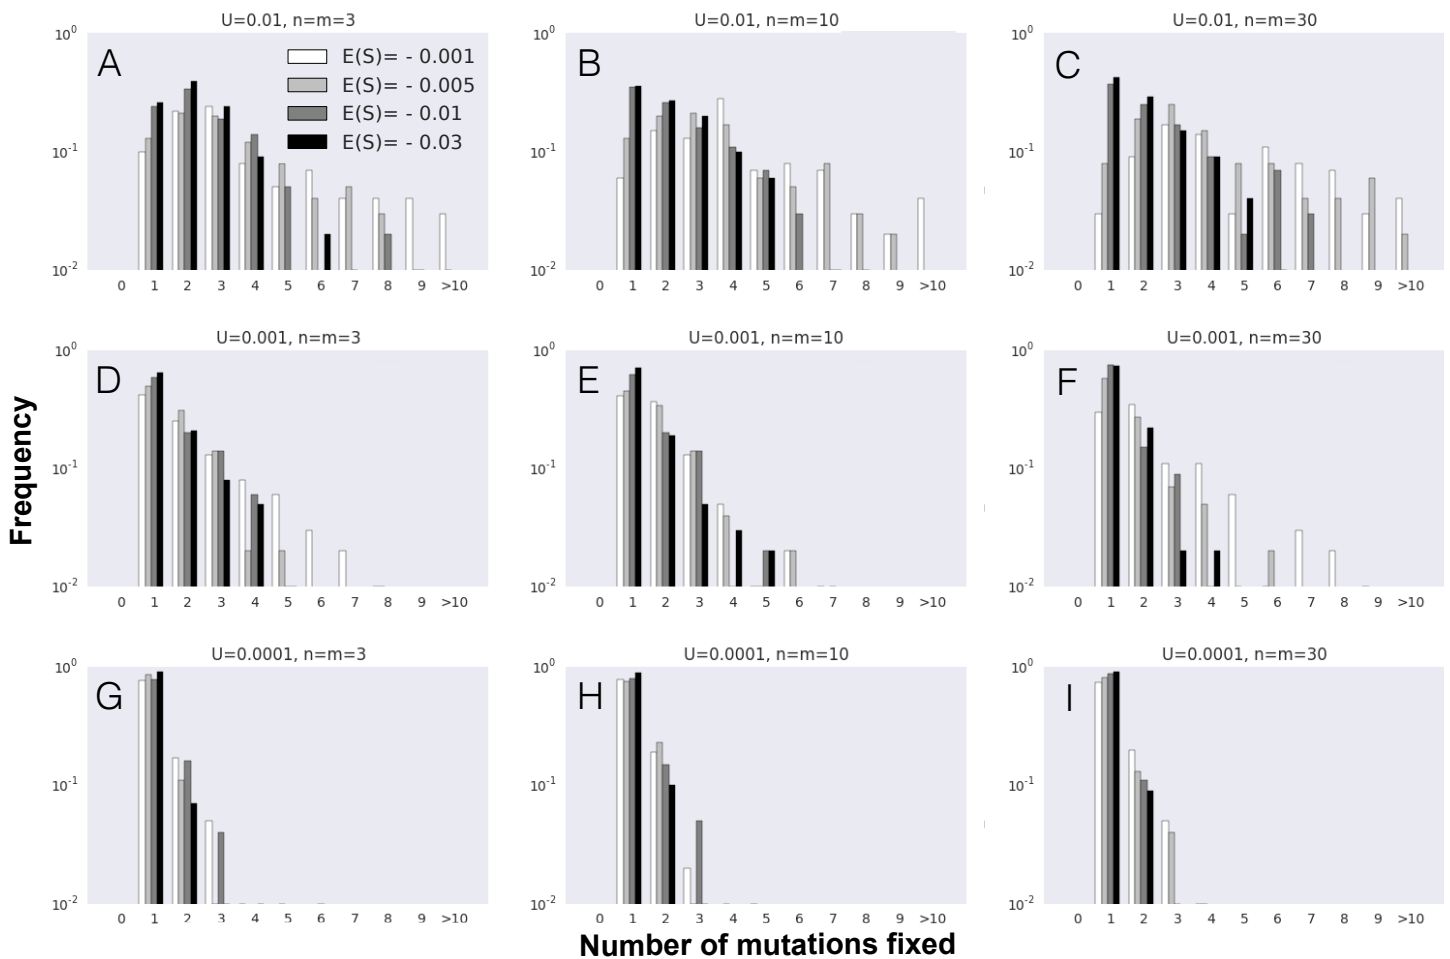 U=0.01, n=m=3
U=0.01, n=m=10
U=0.01, n=m=30
10^0
10^-1
10^-2
A
E(S)= - 0.001
E(S)= - 0.005
E(S)= - 0.01
E(S)= - 0.03
0 1 2 3 4 5 6 7 8 9 >10
10^0
10^-1
10^-2
B
0 1 2 3 4 5 6 7 8 9 >10
10^0
10^-1
10^-2
C
0 1 2 3 4 5 6 7 8 9 >10
U=0.001, n=m=3
U=0.001, n=m=10
U=0.001, n=m=30
10^0
10^-1
10^-2
D
0 1 2 3 4 5 6 7 8 9 >10
10^0
10^-1
10^-2
E
0 1 2 3 4 5 6 7 8 9 >10
10^0
10^-1
10^-2
F
0 1 2 3 4 5 6 7 8 9 >10
Frequency
U=0.0001, n=m=3
U=0.0001, n=m=10
U=0.0001, n=m=30
10^0
10^-1
10^-2
G
0 1 2 3 4 5 6 7 8 9 >10
10^0
10^-1
10^-2
H
0 1 2 3 4 5 6 7 8 9 >10
10^0
10^-1
10^-2
I
0 1 2 3 4 5 6 7 8 9 >10
Number of mutations fixed